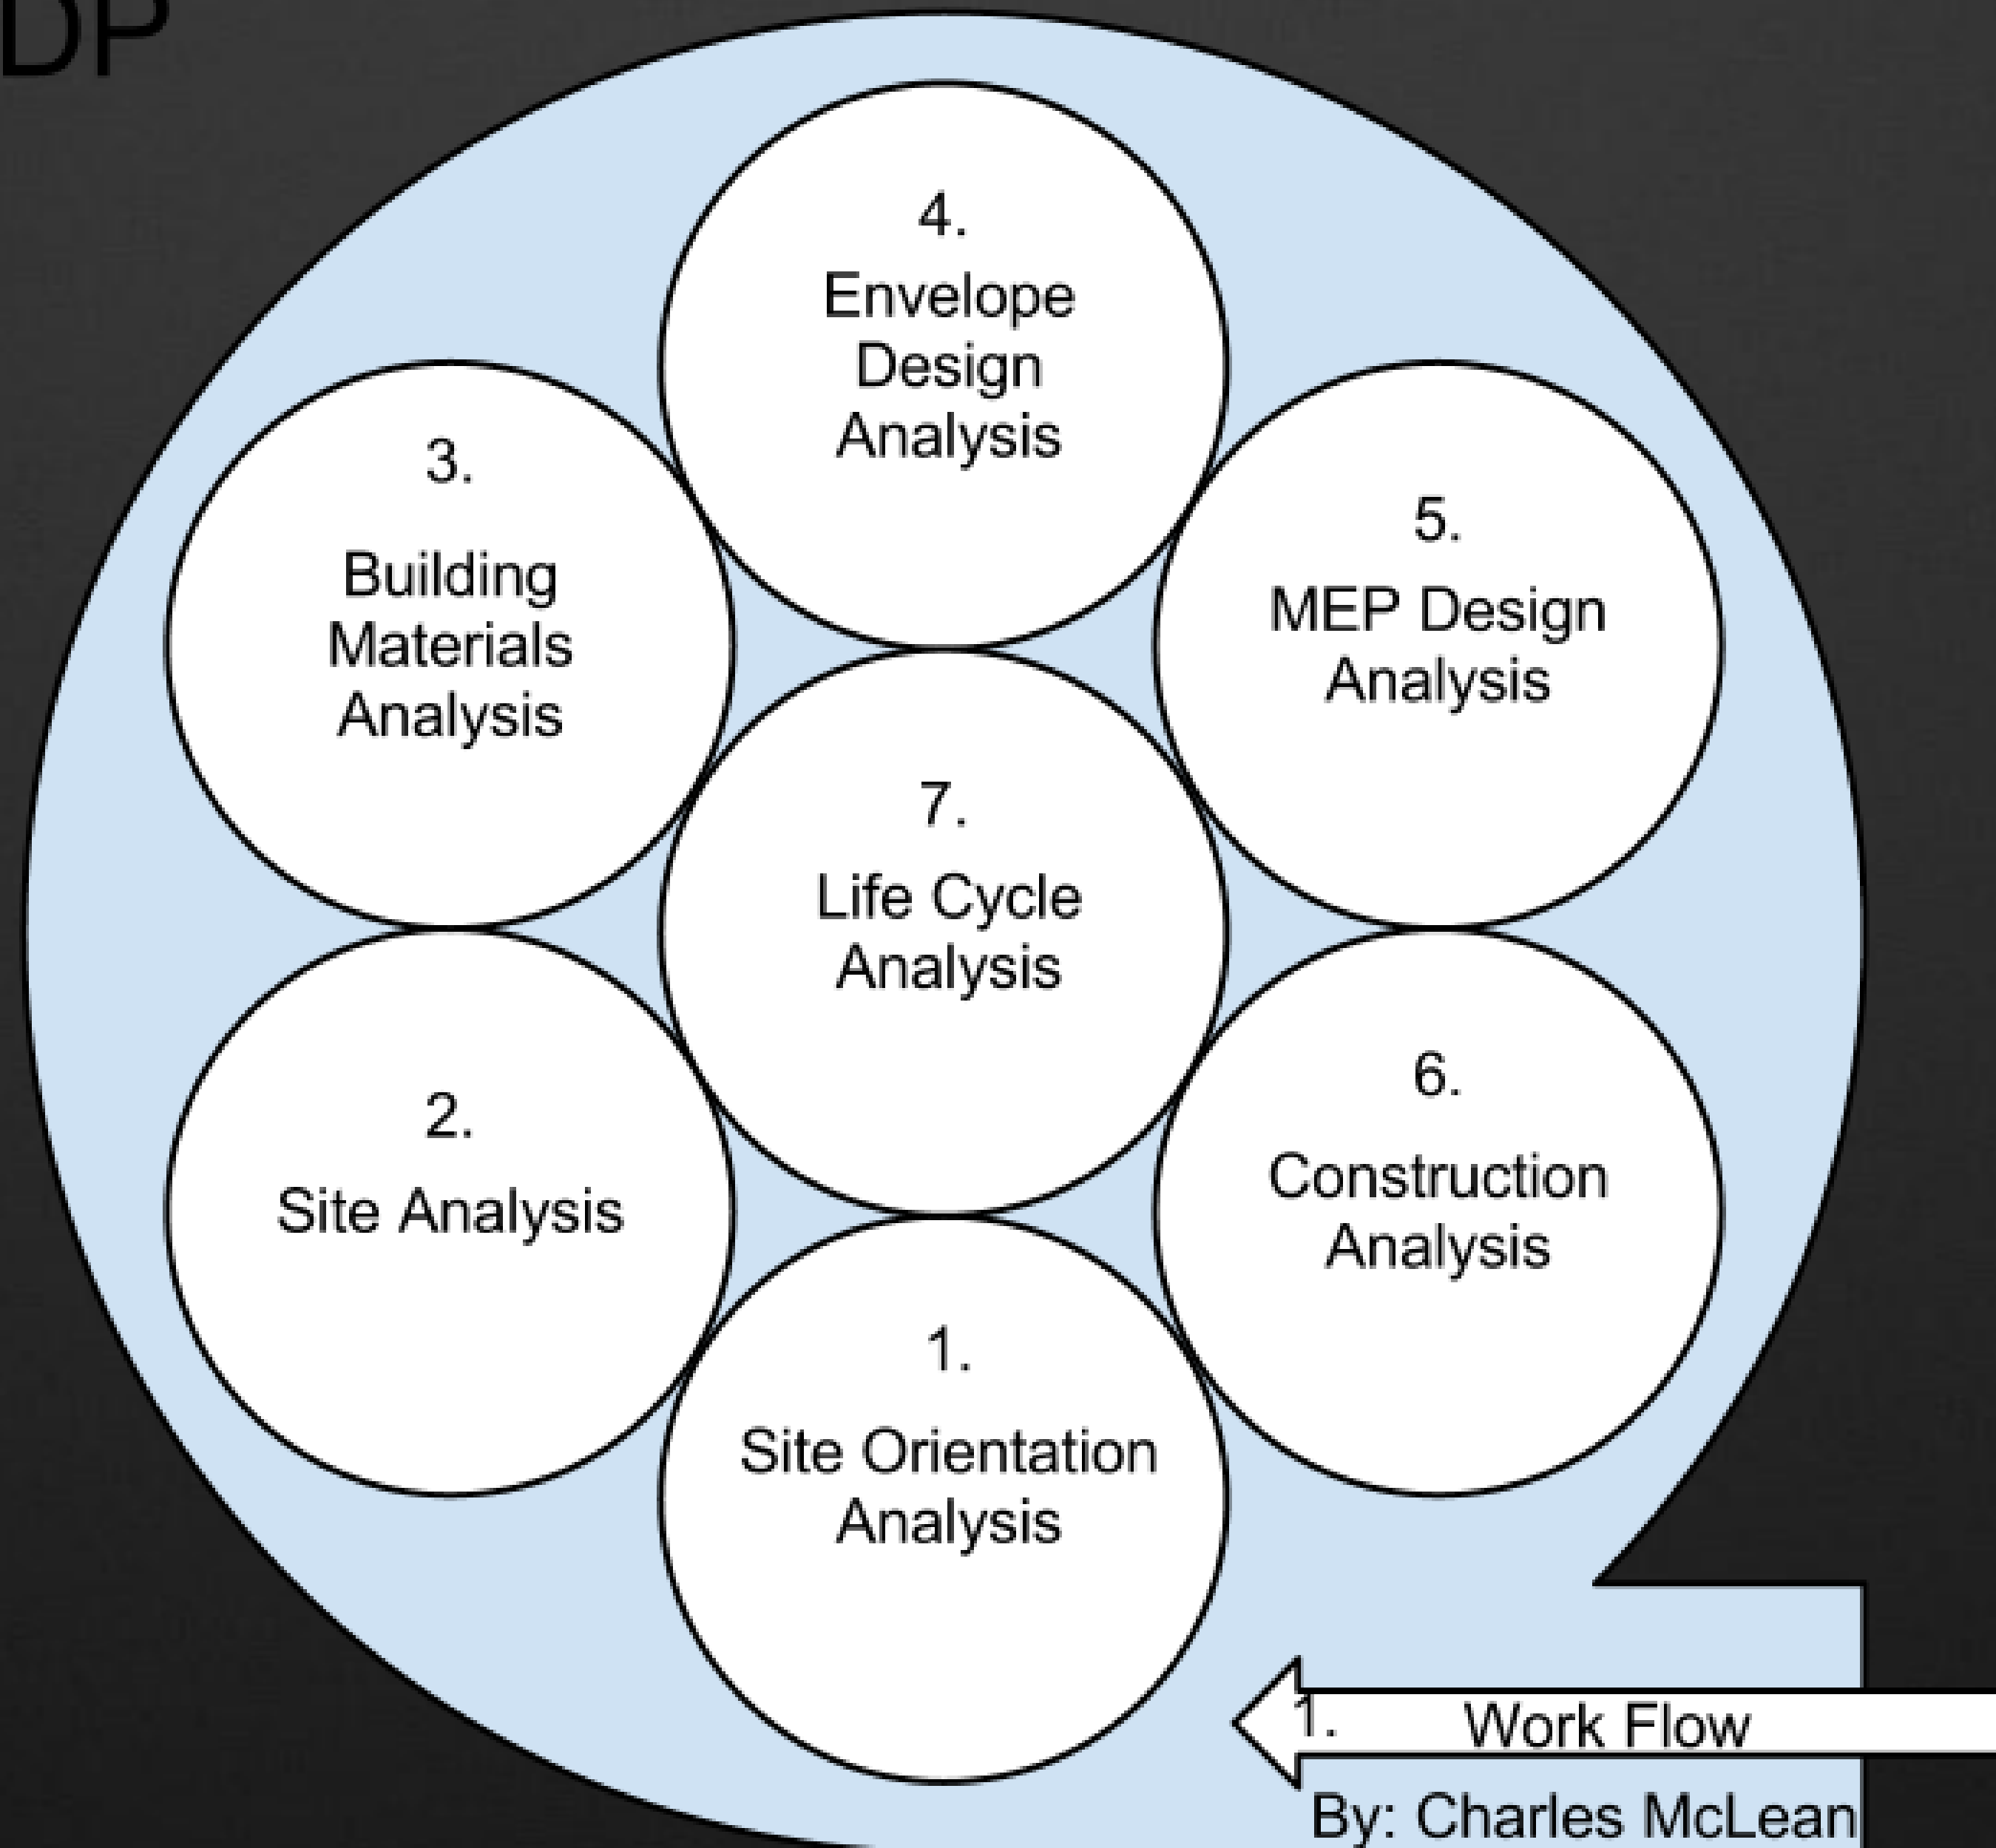 DP
4.
Envelope
Design
Analysis
3.
Building
Materials
Analysis
5.
MEP Design
Analysis
7.
Life Cycle
Analysis
2.
Site Analysis
6.
Construction
Analysis
1.
Site Orientation
Analysis
1. Work Flow
By: Charles McLean